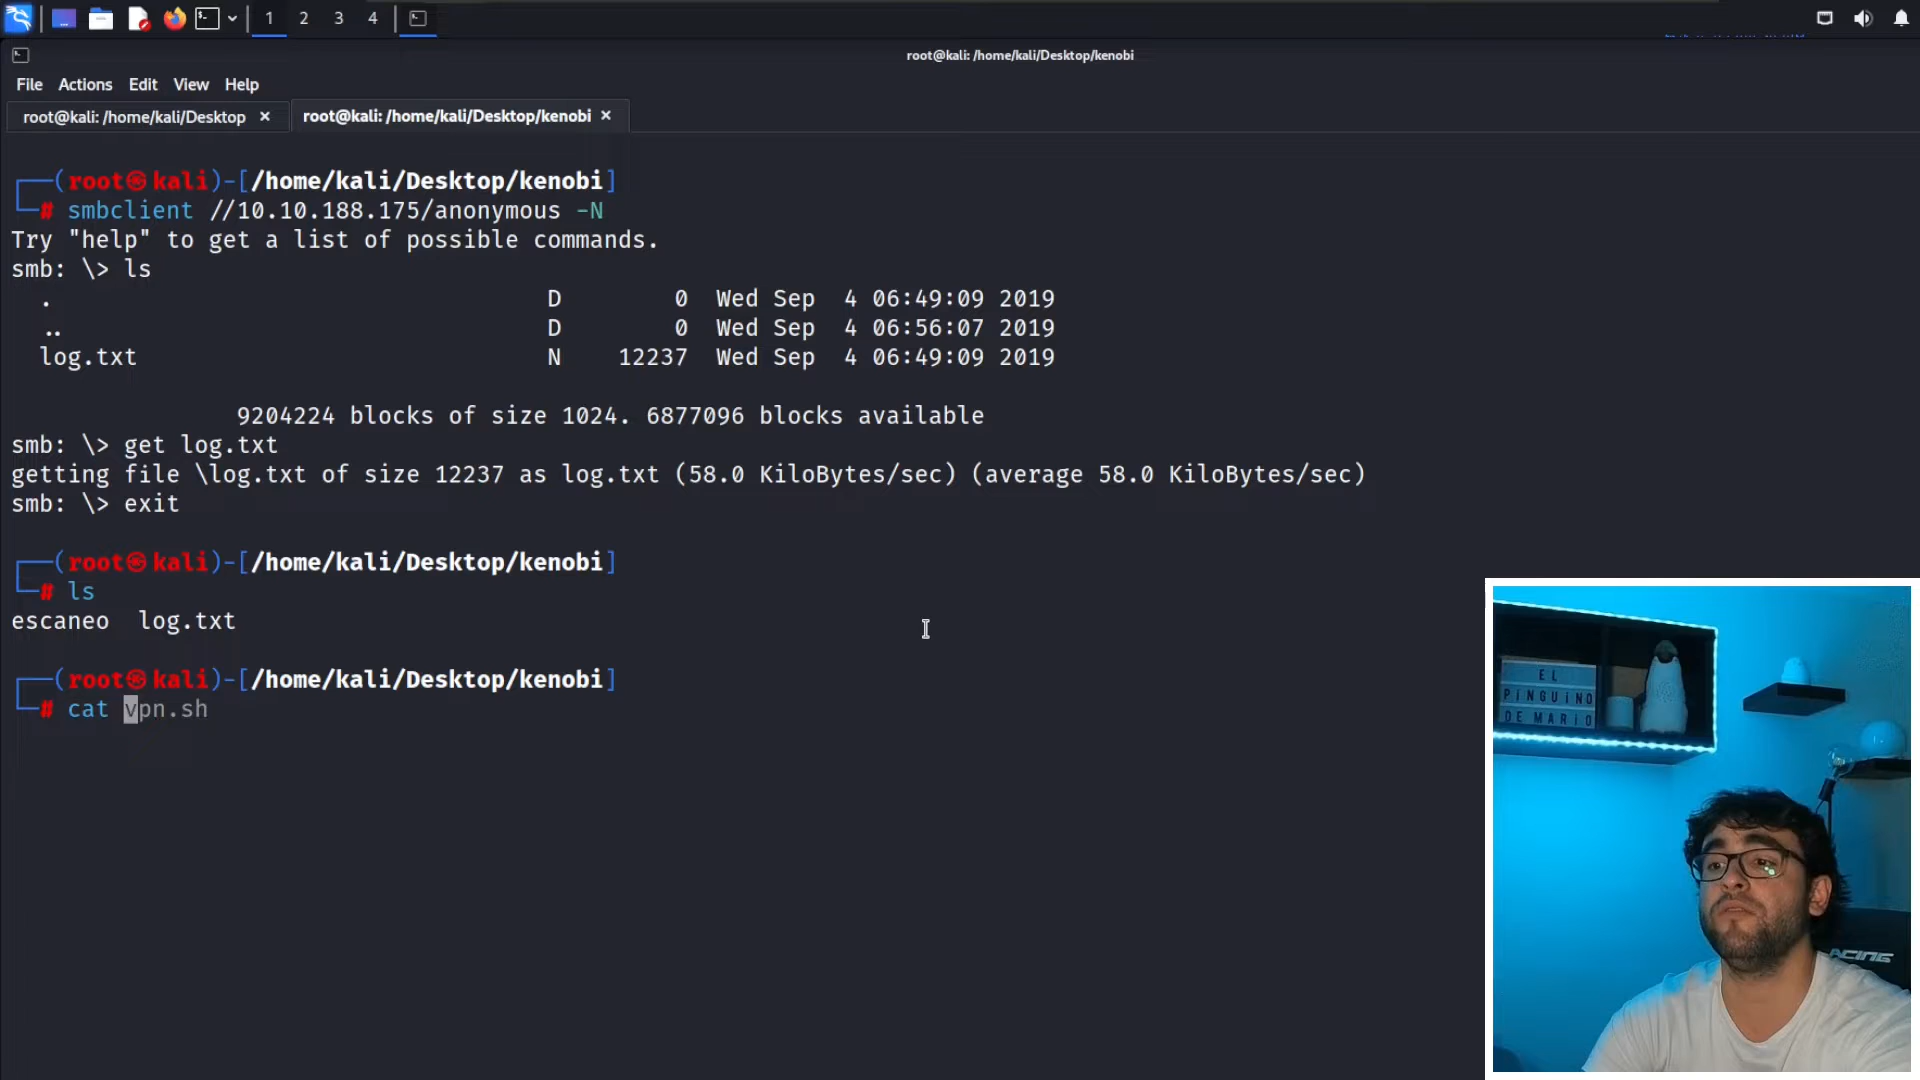 1 2 3 4
root@kali: /home/kali/Desktop/kenobi
File Actions Edit View Help
root@kali: /home/kali/Desktop × root@kali: /home/kali/Desktop/kenobi ×
┌──(root㉿kali)-[/home/kali/Desktop/kenobi]
└─# smbclient //10.10.188.175/anonymous -N
Try "help" to get a list of possible commands.
smb: \> ls
. D 0 Wed Sep 4 06:49:09 2019
.. D 0 Wed Sep 4 06:56:07 2019
log.txt N 12237 Wed Sep 4 06:49:09 2019
9204224 blocks of size 1024. 6877096 blocks available
smb: \> get log.txt
getting file \log.txt of size 12237 as log.txt (58.0 KiloBytes/sec) (average 58.0 KiloBytes/sec)
smb: \> exit
┌──(root㉿kali)-[/home/kali/Desktop/kenobi]
└─# ls
escaneo log.txt
┌──(root㉿kali)-[/home/kali/Desktop/kenobi]
└─# cat vpn.sh
EL
PINGUINO
DE MARIO
ACING